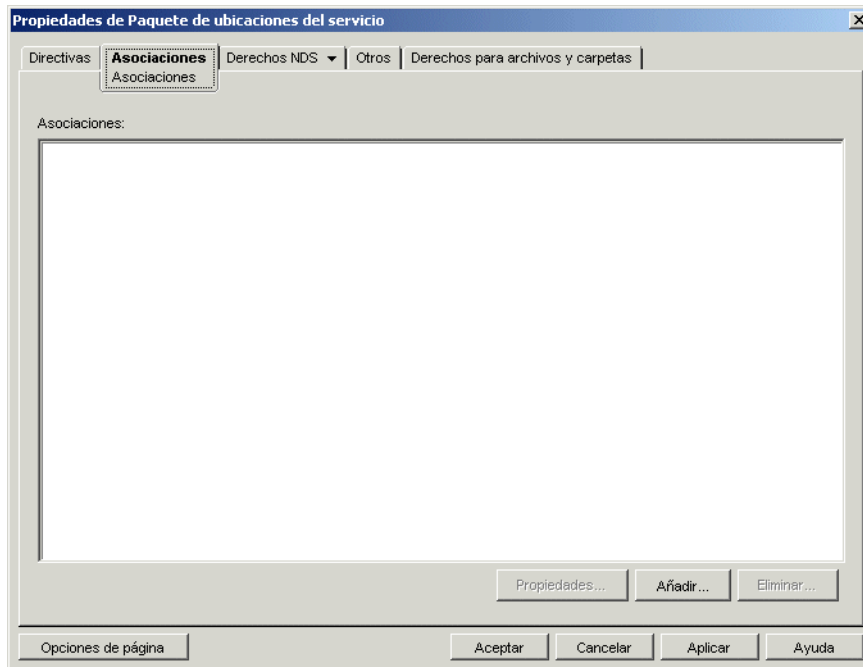 Propiedades de Paquete de ubicaciones del servicio
Directivas Asociaciones Derechos NDS Otros Derechos para archivos y carpetas
Asociaciones
Asociaciones:
Propiedades... Añadir... Eliminar...
Opciones de página Aceptar Cancelar Aplicar Ayuda